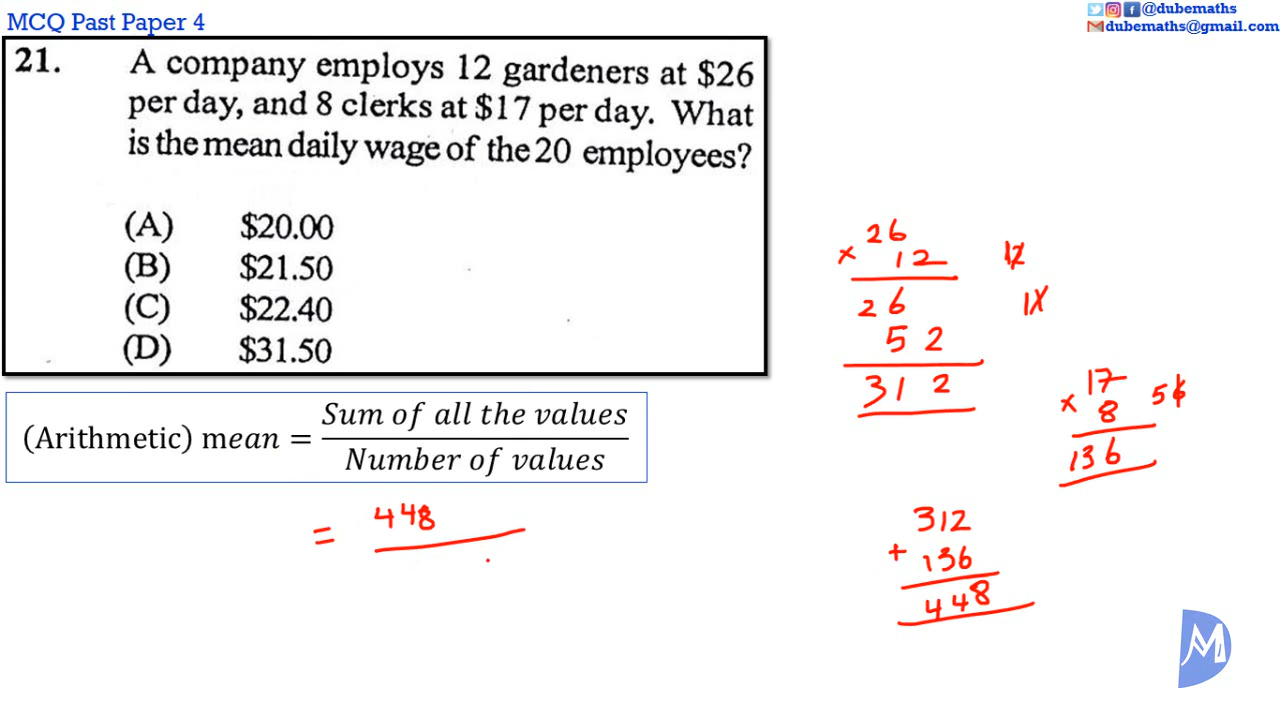 MCQ Past Paper 4
@dubemaths
dubemaths@gmail.com
21. A company employs 12 gardeners at $26
per day, and 8 clerks at $17 per day. What
is the mean daily wage of the 20 employees?
(A) $20.00
(B) $21.50
(C) $22.40
(D) $31.50
(Arithmetic) mean = Sum of all the values
Number of values
= 448
26
× 12
26
52
312
17
× 8
136
312
+ 136
448
M